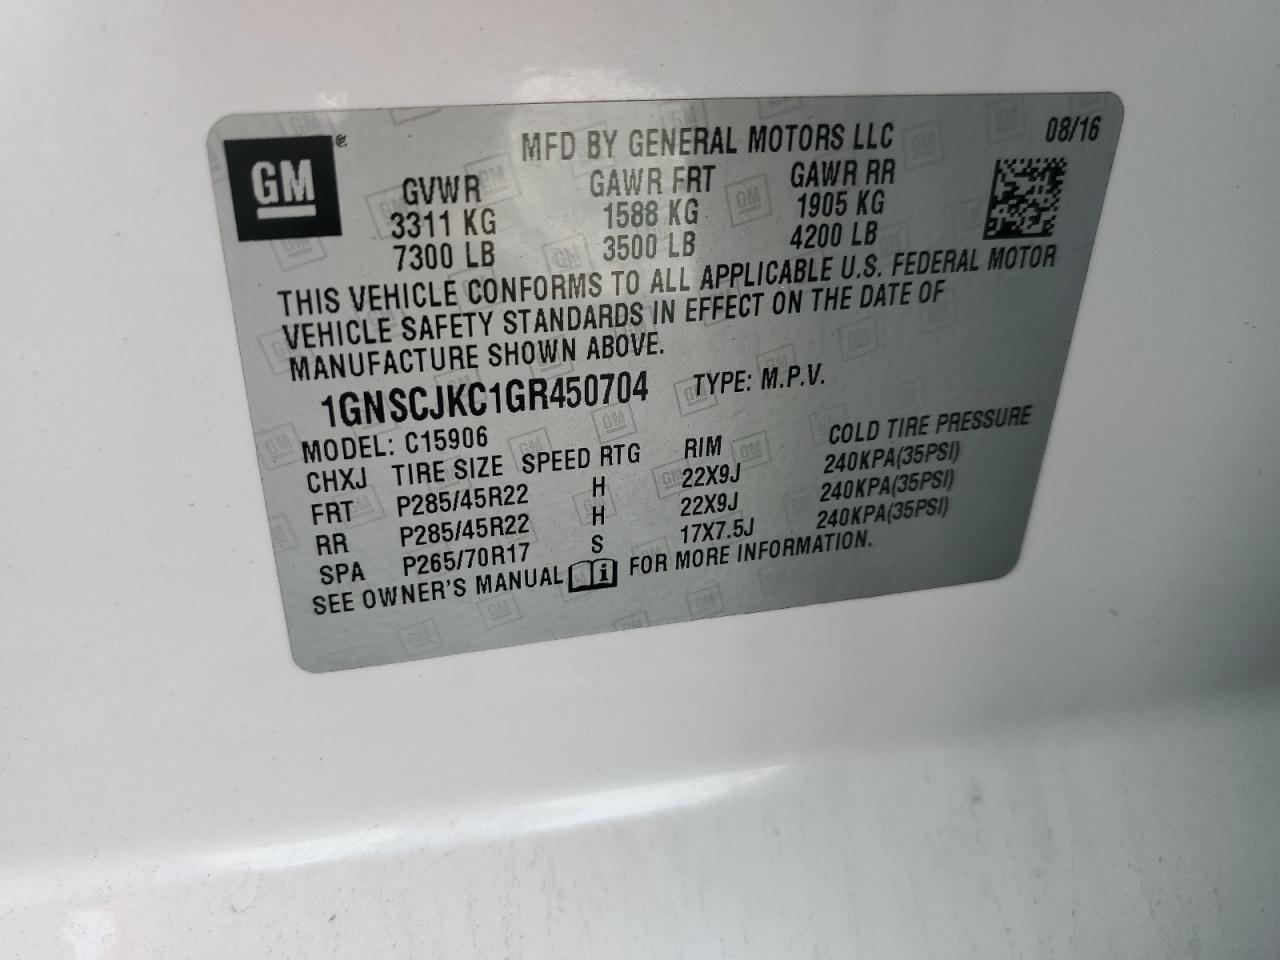 GM ®
MFD BY GENERAL MOTORS LLC 08/16
GVWR GAWR FRT GAWR RR
3311 KG 1588 KG 1905 KG
7300 LB 3500 LB 4200 LB
THIS VEHICLE CONFORMS TO ALL APPLICABLE U.S. FEDERAL MOTOR
VEHICLE SAFETY STANDARDS IN EFFECT ON THE DATE OF
MANUFACTURE SHOWN ABOVE.
1GNSCJKC1GR450704 TYPE: M.P.V.
MODEL: C15906
CHXJ TIRE SIZE SPEED RTG RIM COLD TIRE PRESSURE
FRT P285/45R22 H 22X9J 240KPA(35PSI)
RR P285/45R22 H 22X9J 240KPA(35PSI)
SPA P265/70R17 S 17X7.5J 240KPA(35PSI)
SEE OWNER'S MANUAL i FOR MORE INFORMATION.